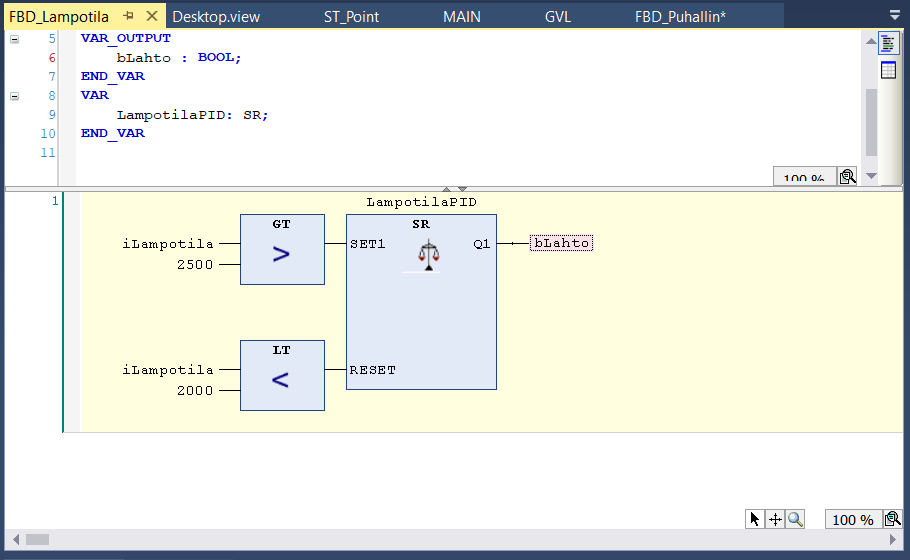 FBD_Lampotila Desktop.view ST_Point MAIN GVL FBD_Puhallin*
5 VAR_OUTPUT
6 bLahto : BOOL;
7 END_VAR
8 VAR
9 LampotilaPID: SR;
10 END_VAR
11
100 %
1
LampotilaPID
GT SR
iLampotila > SET1 Q1 bLahto
2500
LT
iLampotila < RESET
2000
100 %